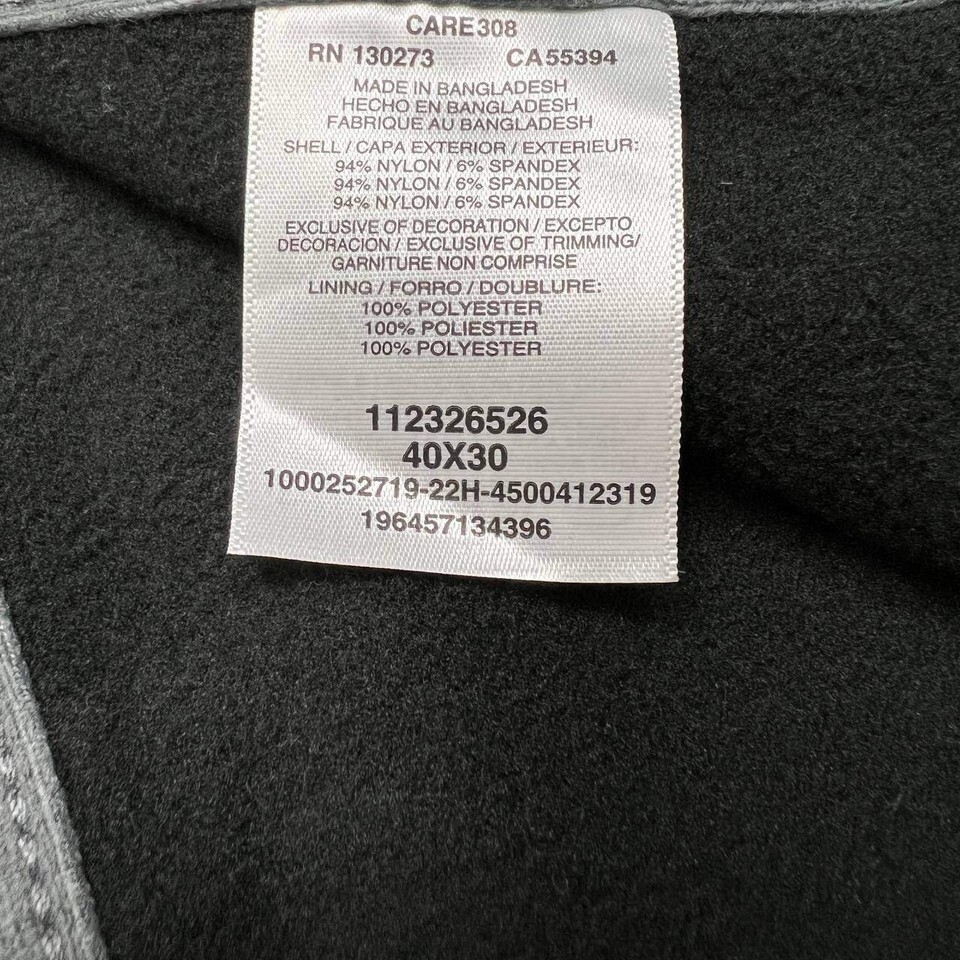 CARE308
RN 130273 CA55394
MADE IN BANGLADESH
HECHO EN BANGLADESH
FABRIQUE AU BANGLADESH
SHELL / CAPA EXTERIOR / EXTERIEUR:
94% NYLON / 6% SPANDEX
94% NYLON / 6% SPANDEX
94% NYLON / 6% SPANDEX
EXCLUSIVE OF DECORATION / EXCEPTO
DECORACION / EXCLUSIVE OF TRIMMING/
GARNITURE NON COMPRISE
LINING / FORRO / DOUBLURE:
100% POLYESTER
100% POLIESTER
100% POLYESTER
112326526
40X30
1000252719-22H-4500412319
196457134396